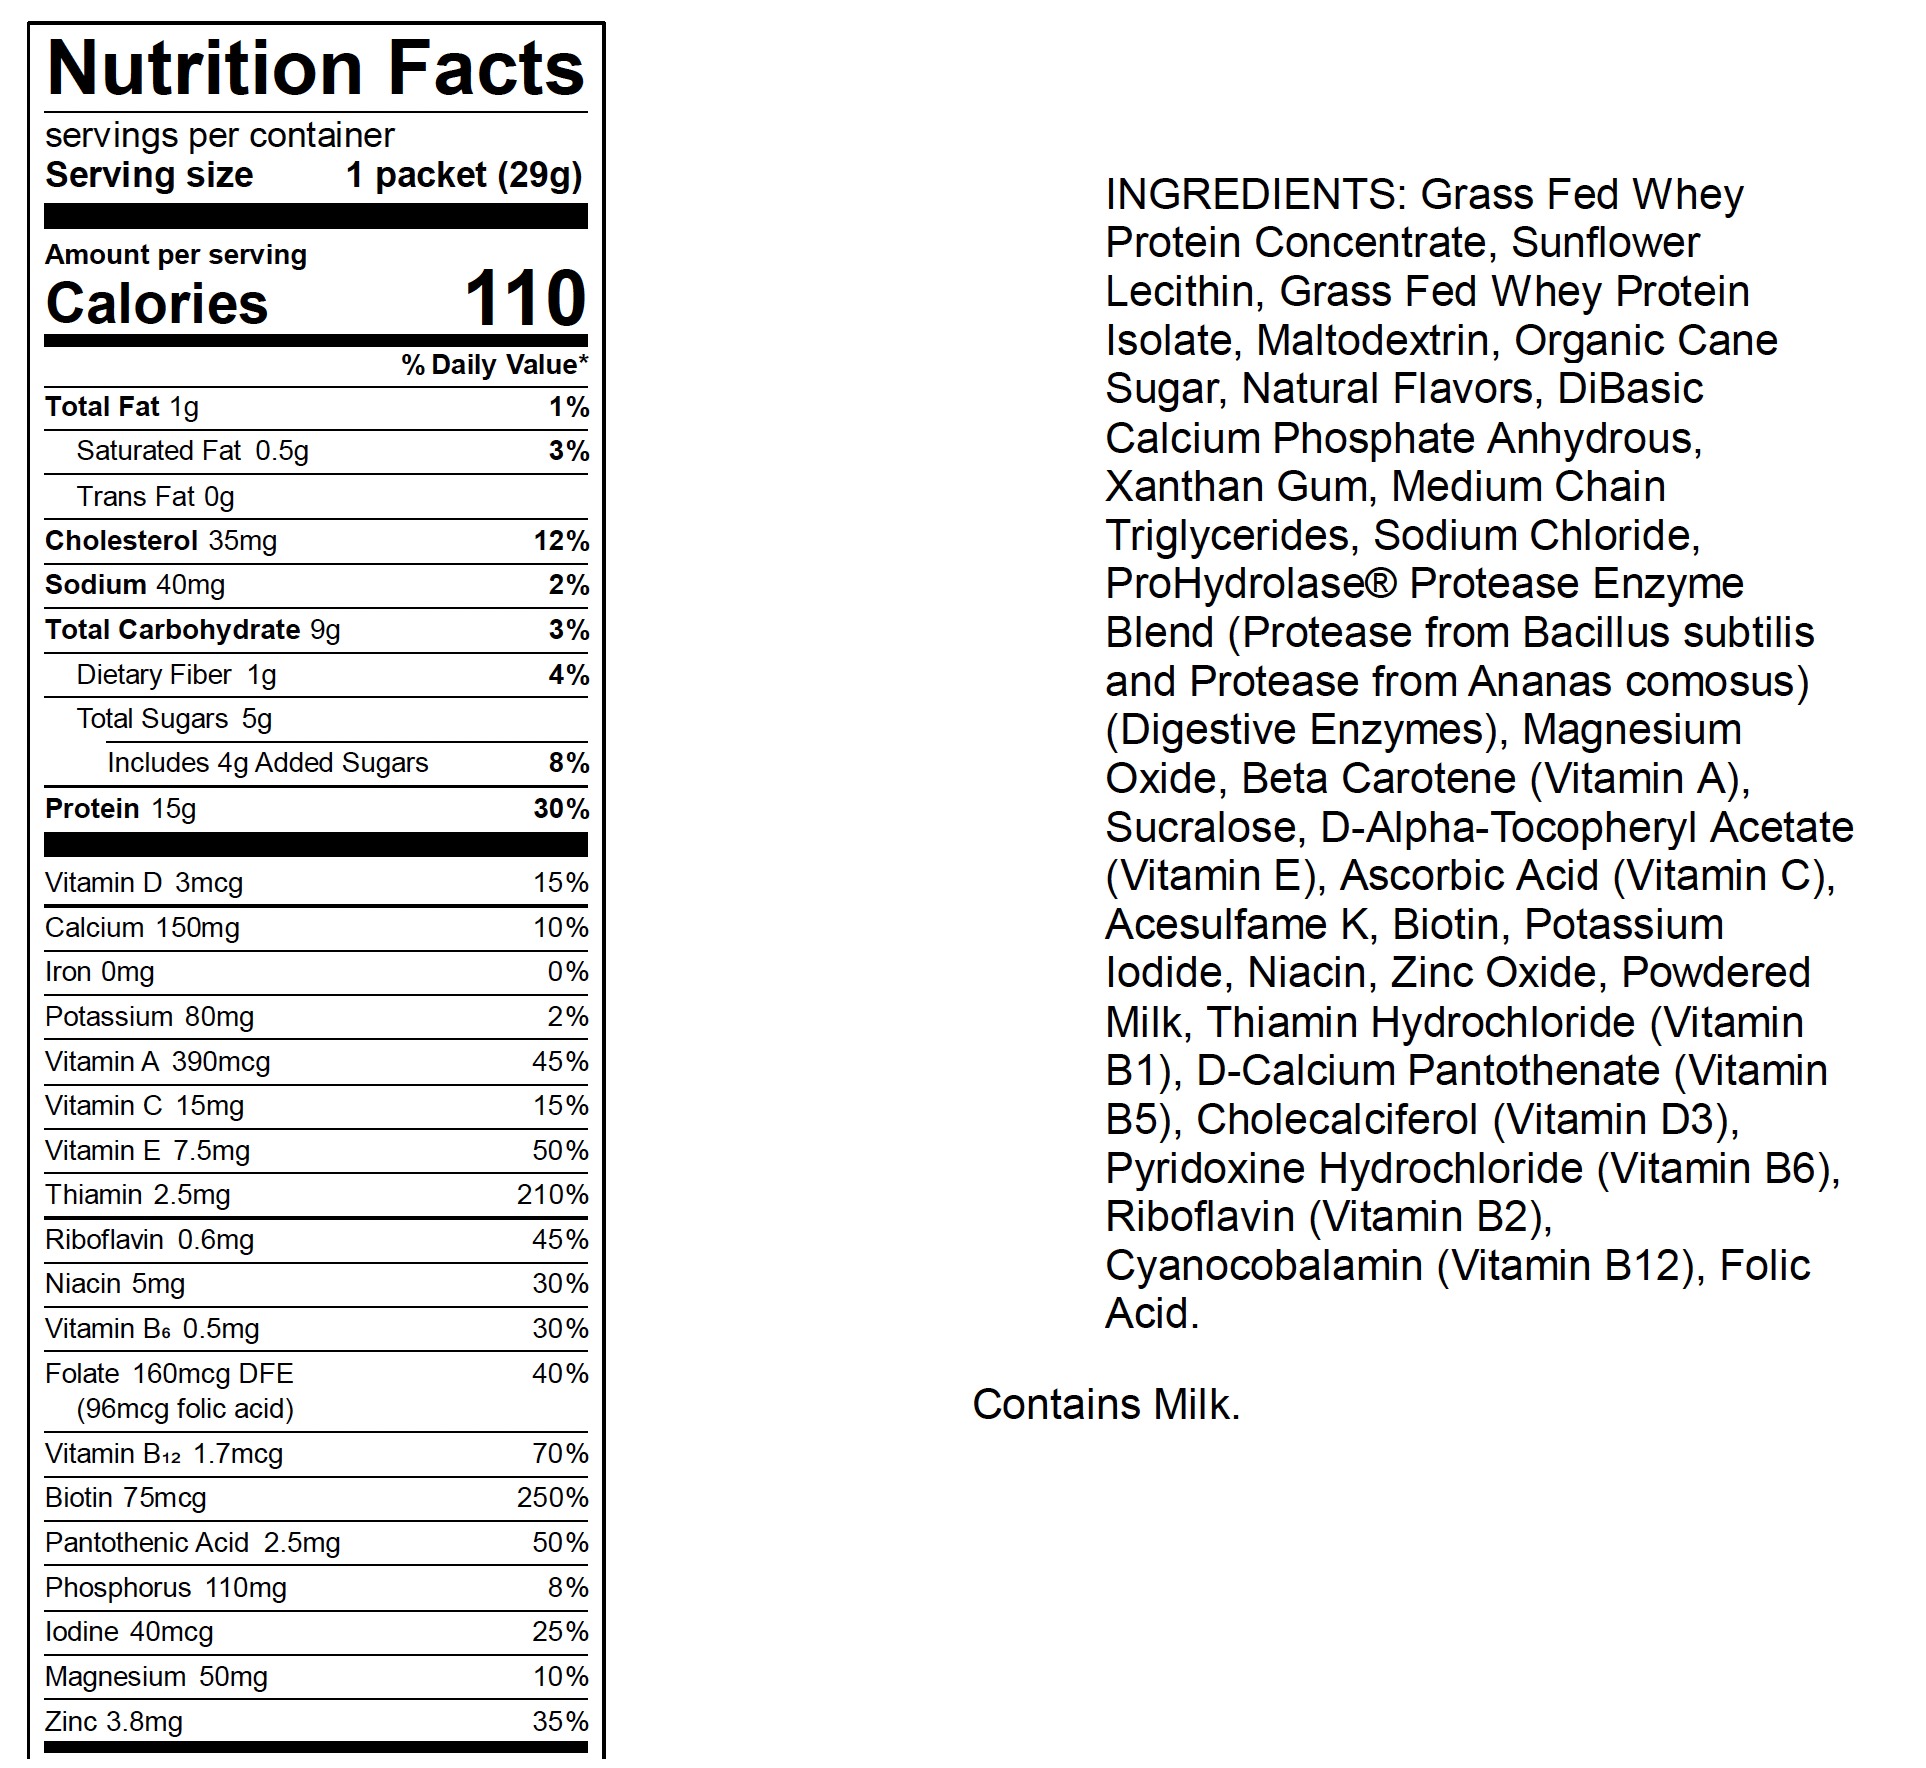 Nutrition Facts
servings per container
Serving size 1 packet (29g)
Amount per serving
Calories 110
% Daily Value*
Total Fat 1g 1%
Saturated Fat 0.5g 3%
Trans Fat 0g
Cholesterol 35mg 12%
Sodium 40mg 2%
Total Carbohydrate 9g 3%
Dietary Fiber 1g 4%
Total Sugars 5g
Includes 4g Added Sugars 8%
Protein 15g 30%
Vitamin D 3mcg 15%
Calcium 150mg 10%
Iron 0mg 0%
Potassium 80mg 2%
Vitamin A 390mcg 45%
Vitamin C 15mg 15%
Vitamin E 7.5mg 50%
Thiamin 2.5mg 210%
Riboflavin 0.6mg 45%
Niacin 5mg 30%
Vitamin B₆ 0.5mg 30%
Folate 160mcg DFE 40%
(96mcg folic acid)
Vitamin B₁₂ 1.7mcg 70%
Biotin 75mcg 250%
Pantothenic Acid 2.5mg 50%
Phosphorus 110mg 8%
Iodine 40mcg 25%
Magnesium 50mg 10%
Zinc 3.8mg 35%
INGREDIENTS: Grass Fed Whey
Protein Concentrate, Sunflower
Lecithin, Grass Fed Whey Protein
Isolate, Maltodextrin, Organic Cane
Sugar, Natural Flavors, DiBasic
Calcium Phosphate Anhydrous,
Xanthan Gum, Medium Chain
Triglycerides, Sodium Chloride,
ProHydrolase® Protease Enzyme
Blend (Protease from Bacillus subtilis
and Protease from Ananas comosus)
(Digestive Enzymes), Magnesium
Oxide, Beta Carotene (Vitamin A),
Sucralose, D-Alpha-Tocopheryl Acetate
(Vitamin E), Ascorbic Acid (Vitamin C),
Acesulfame K, Biotin, Potassium
Iodide, Niacin, Zinc Oxide, Powdered
Milk, Thiamin Hydrochloride (Vitamin
B1), D-Calcium Pantothenate (Vitamin
B5), Cholecalciferol (Vitamin D3),
Pyridoxine Hydrochloride (Vitamin B6),
Riboflavin (Vitamin B2),
Cyanocobalamin (Vitamin B12), Folic
Acid.
Contains Milk.